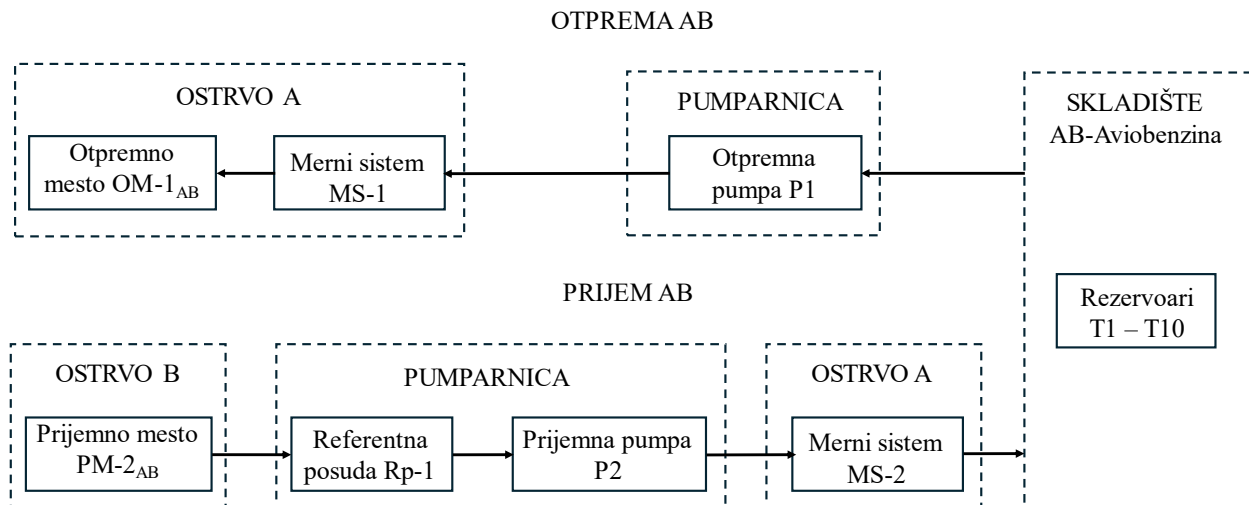 OTPREMA AB
OSTRVO A
PUMPARNICA
SKLADIŠTE
AB-Aviobenzina
Otpremno
mesto OM-1AB
Merni sistem
MS-1
Otpremna
pumpa P1
Rezervoari
T1 – T10
PRIJEM AB
OSTRVO B
PUMPARNICA
OSTRVO A
Prijemno mesto
PM-2AB
Referentna
posuda Rp-1
Prijemna pumpa
P2
Merni sistem
MS-2